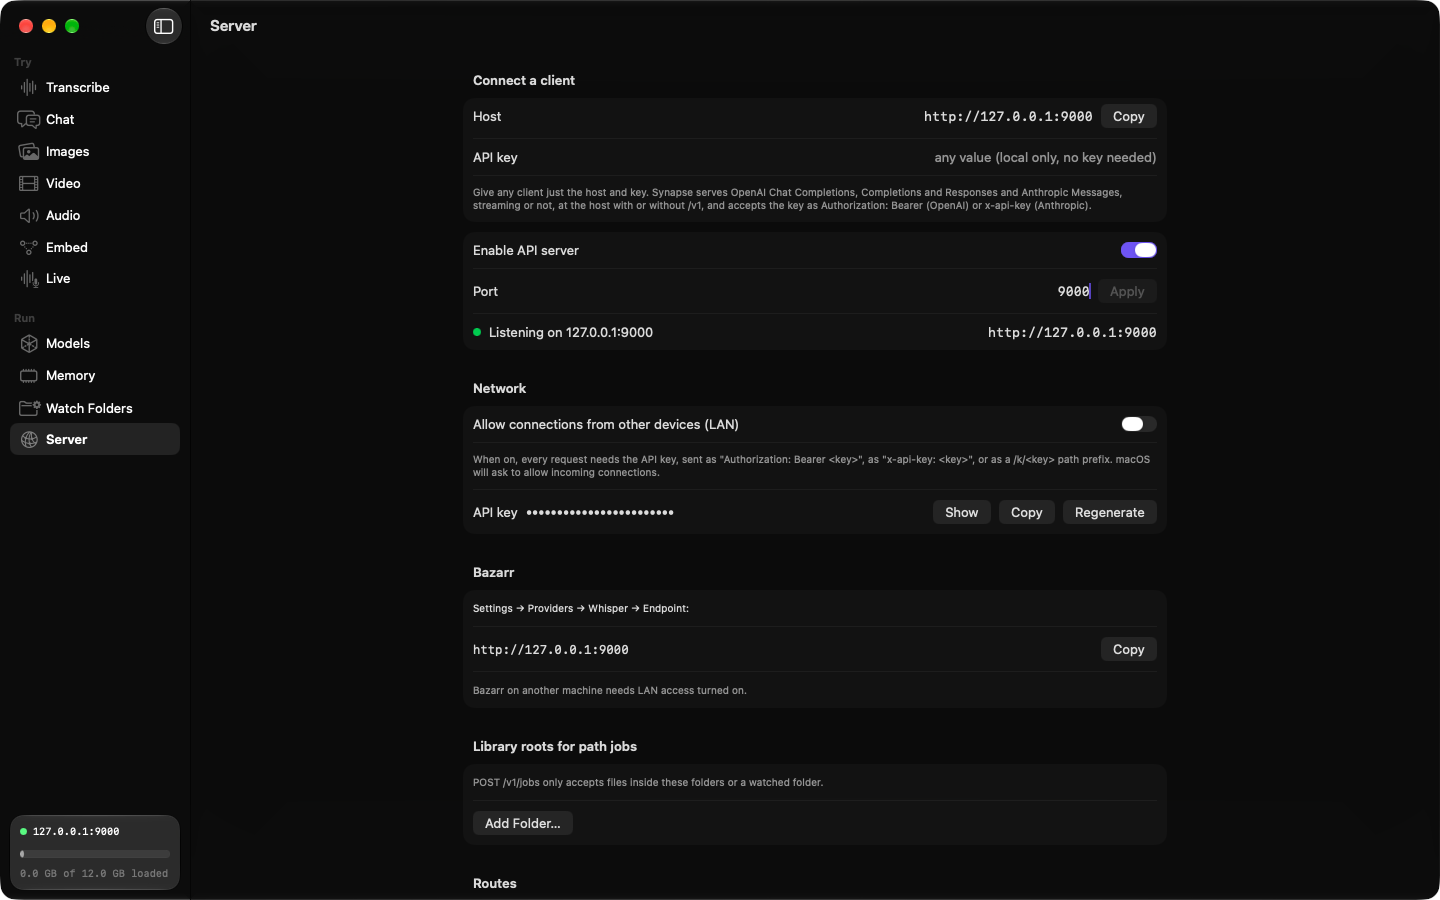 Server
Try
Transcribe
Chat
Images
Video
Audio
Embed
Live
Run
Models
Memory
Watch Folders
Server
127.0.0.1:9000
0.0 GB of 12.0 GB loaded
Connect a client
Host http://127.0.0.1:9000 Copy
API key any value (local only, no key needed)
Give any client just the host and key. Synapse serves OpenAI Chat Completions, Completions and Responses and Anthropic Messages,
streaming or not, at the host with or without /v1, and accepts the key as Authorization: Bearer (OpenAI) or x-api-key (Anthropic).
Enable API server
Port 9000 Apply
Listening on 127.0.0.1:9000 http://127.0.0.1:9000
Network
Allow connections from other devices (LAN)
When on, every request needs the API key, sent as "Authorization: Bearer <key>", as "x-api-key: <key>", or as a /k/<key> path prefix. macOS
will ask to allow incoming connections.
API key •••••••••••••••••••••••• Show Copy Regenerate
Bazarr
Settings → Providers → Whisper → Endpoint:
http://127.0.0.1:9000 Copy
Bazarr on another machine needs LAN access turned on.
Library roots for path jobs
POST /v1/jobs only accepts files inside these folders or a watched folder.
Add Folder...
Routes